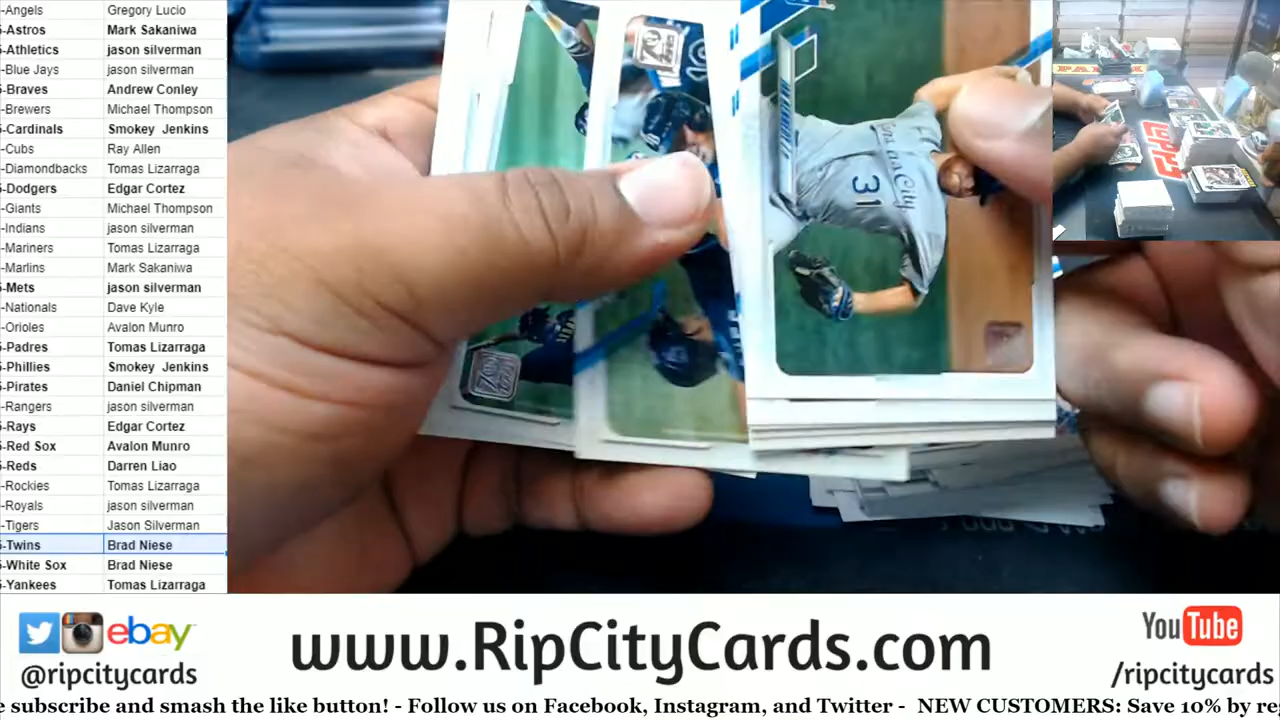 -Angels Gregory Lucio
-Astros Mark Sakaniwa
-Athletics jason silverman
-Blue Jays jason silverman
-Braves Andrew Conley
-Brewers Michael Thompson
-Cardinals Smokey Jenkins
-Cubs Ray Allen
-Diamondbacks Tomas Lizarraga
-Dodgers Edgar Cortez
-Giants Michael Thompson
-Indians jason silverman
-Mariners Tomas Lizarraga
-Marlins Mark Sakaniwa
-Mets jason silverman
-Nationals Dave Kyle
-Orioles Avalon Munro
-Padres Tomas Lizarraga
-Phillies Smokey Jenkins
-Pirates Daniel Chipman
-Rangers jason silverman
-Rays Edgar Cortez
-Red Sox Avalon Munro
-Reds Darren Liao
-Rockies Tomas Lizarraga
-Royals jason silverman
-Tigers Jason Silverman
-Twins Brad Niese
-White Sox Brad Niese
-Yankees Tomas Lizarraga
31
TOPPS
70
ebay
@ripcitycards
www.RipCityCards.com
YouTube
/ripcitycards
e subscribe and smash the like button! - Follow us on Facebook, Instagram, and Twitter - NEW CUSTOMERS: Save 10% by re